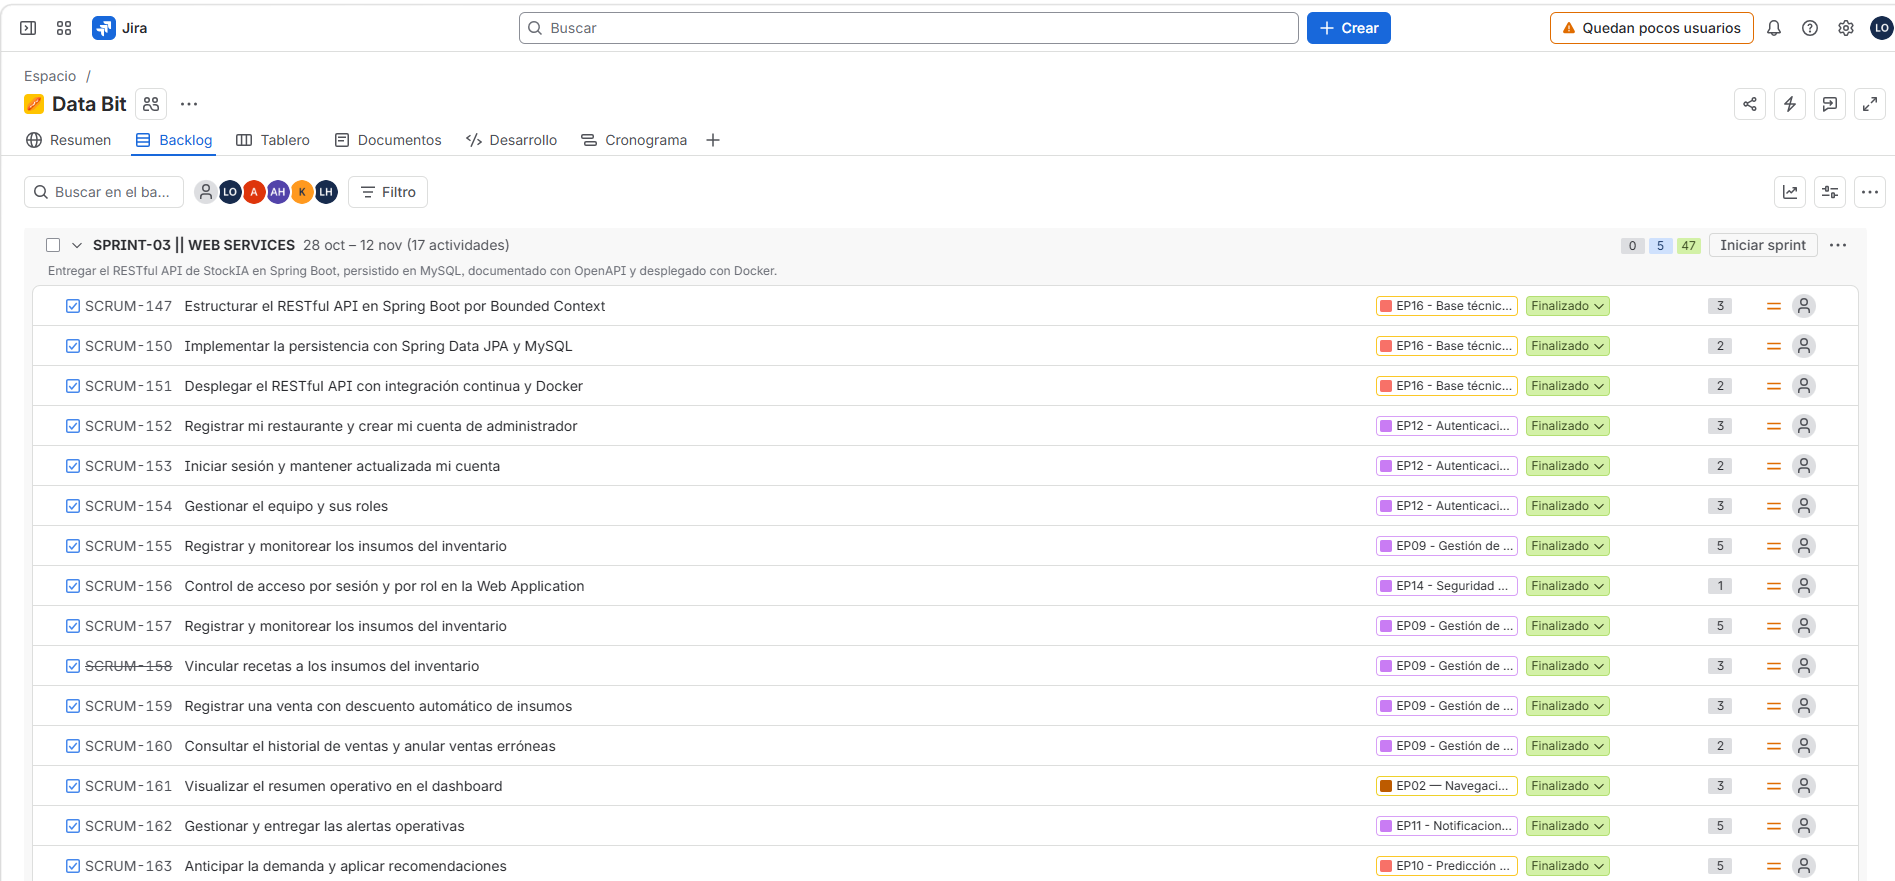 Jira
Buscar
Crear
Quedan pocos usuarios
LO
Espacio /
Data Bit
Resumen
Backlog
Tablero
Documentos
Desarrollo
Cronograma
Buscar en el ba...
LO A AH K LH
Filtro
SPRINT-03 || WEB SERVICES 28 oct – 12 nov (17 actividades)
0 5 47 Iniciar sprint
Entregar el RESTful API de StockIA en Spring Boot, persistido en MySQL, documentado con OpenAPI y desplegado con Docker.
SCRUM-147 Estructurar el RESTful API en Spring Boot por Bounded Context EP16 - Base técnic... Finalizado 3
SCRUM-150 Implementar la persistencia con Spring Data JPA y MySQL EP16 - Base técnic... Finalizado 2
SCRUM-151 Desplegar el RESTful API con integración continua y Docker EP16 - Base técnic... Finalizado 2
SCRUM-152 Registrar mi restaurante y crear mi cuenta de administrador EP12 - Autenticaci... Finalizado 3
SCRUM-153 Iniciar sesión y mantener actualizada mi cuenta EP12 - Autenticaci... Finalizado 2
SCRUM-154 Gestionar el equipo y sus roles EP12 - Autenticaci... Finalizado 3
SCRUM-155 Registrar y monitorear los insumos del inventario EP09 - Gestión de ... Finalizado 5
SCRUM-156 Control de acceso por sesión y por rol en la Web Application EP14 - Seguridad ... Finalizado 1
SCRUM-157 Registrar y monitorear los insumos del inventario EP09 - Gestión de ... Finalizado 5
SCRUM-158 Vincular recetas a los insumos del inventario EP09 - Gestión de ... Finalizado 3
SCRUM-159 Registrar una venta con descuento automático de insumos EP09 - Gestión de ... Finalizado 3
SCRUM-160 Consultar el historial de ventas y anular ventas erróneas EP09 - Gestión de ... Finalizado 2
SCRUM-161 Visualizar el resumen operativo en el dashboard EP02 — Navegaci... Finalizado 3
SCRUM-162 Gestionar y entregar las alertas operativas EP11 - Notificacion... Finalizado 5
SCRUM-163 Anticipar la demanda y aplicar recomendaciones EP10 - Predicción ... Finalizado 5